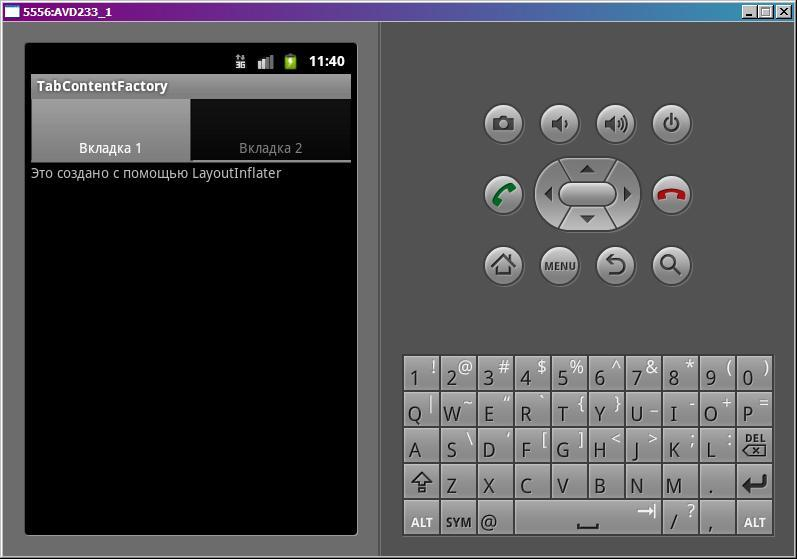 5556:AVD233_1
3G 11:40
TabContentFactory
Вкладка 1 Вкладка 2
Это создано с помощью LayoutInflater
MENU
1 ! 2 @ 3 # 4 $ 5 % 6 ^ 7 & 8 * 9 ( 0 )
Q | W ~ E “ R ` T { Y } U _ I - O + P =
A S \ D ‘ F [ G ] H < J > K ; L : DEL
Z X C V B N M .
ALT SYM @ / ? , ALT